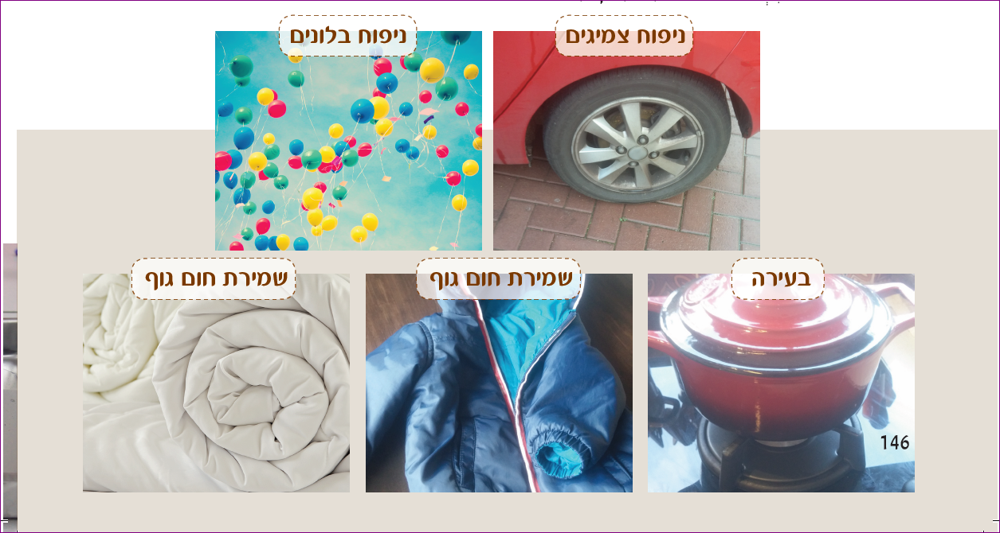 ניפוח צמיגים
ניפוח בלונים
בעירה
שמירת חום גוף
שמירת חום גוף
146